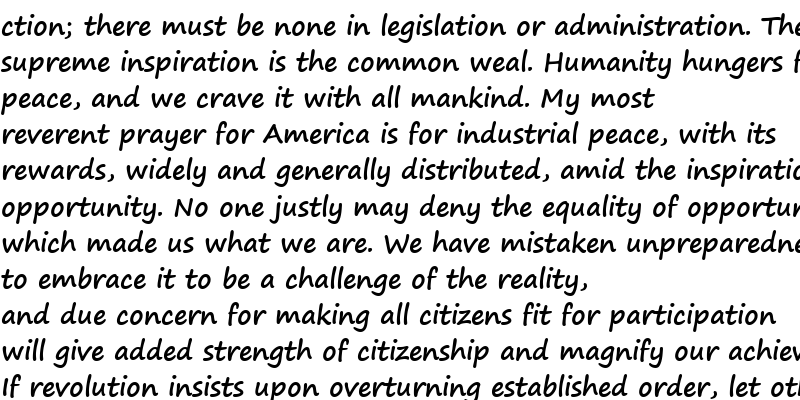 ction; there must be none in legislation or administration. The
supreme inspiration is the common weal. Humanity hungers f
peace, and we crave it with all mankind. My most
reverent prayer for America is for industrial peace, with its
rewards, widely and generally distributed, amid the inspiratio
opportunity. No one justly may deny the equality of opportun
which made us what we are. We have mistaken unpreparedne
to embrace it to be a challenge of the reality,
and due concern for making all citizens fit for participation
will give added strength of citizenship and magnify our achiev
If revolution insists upon overturning established order, let oth